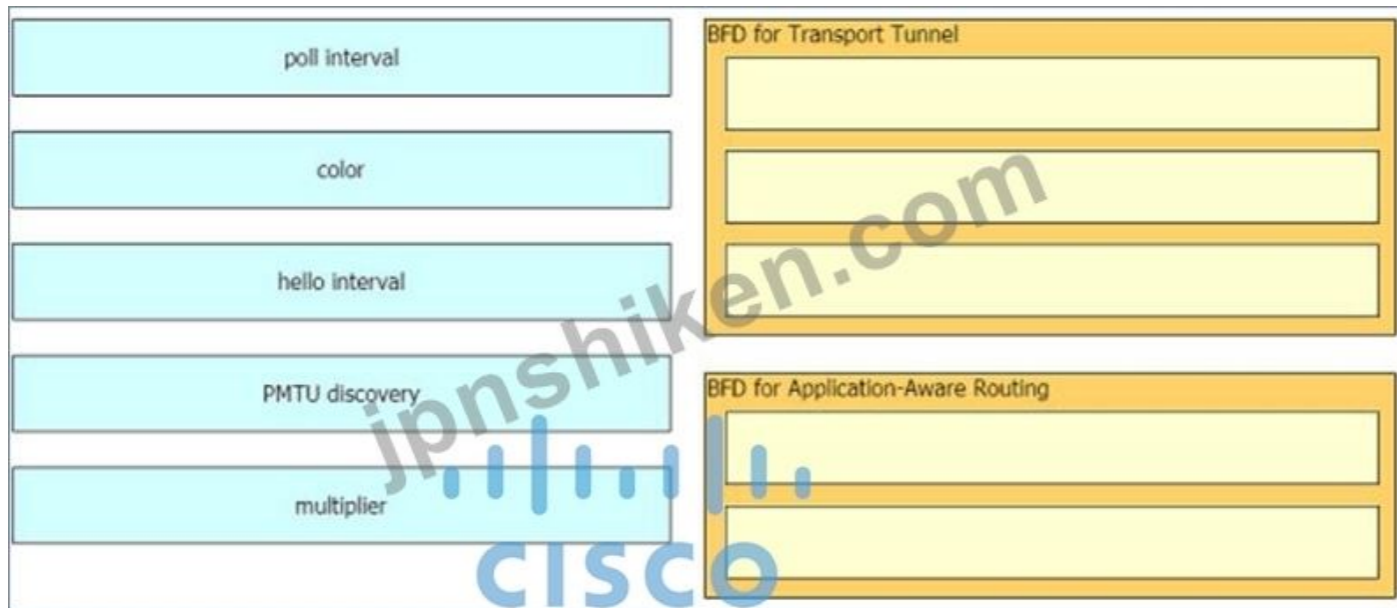 poll interval
color
hello interval
PMTU discovery
multiplier
BFD for Transport Tunnel
BFD for Application-Aware Routing
jpnshiken.com
CISCO